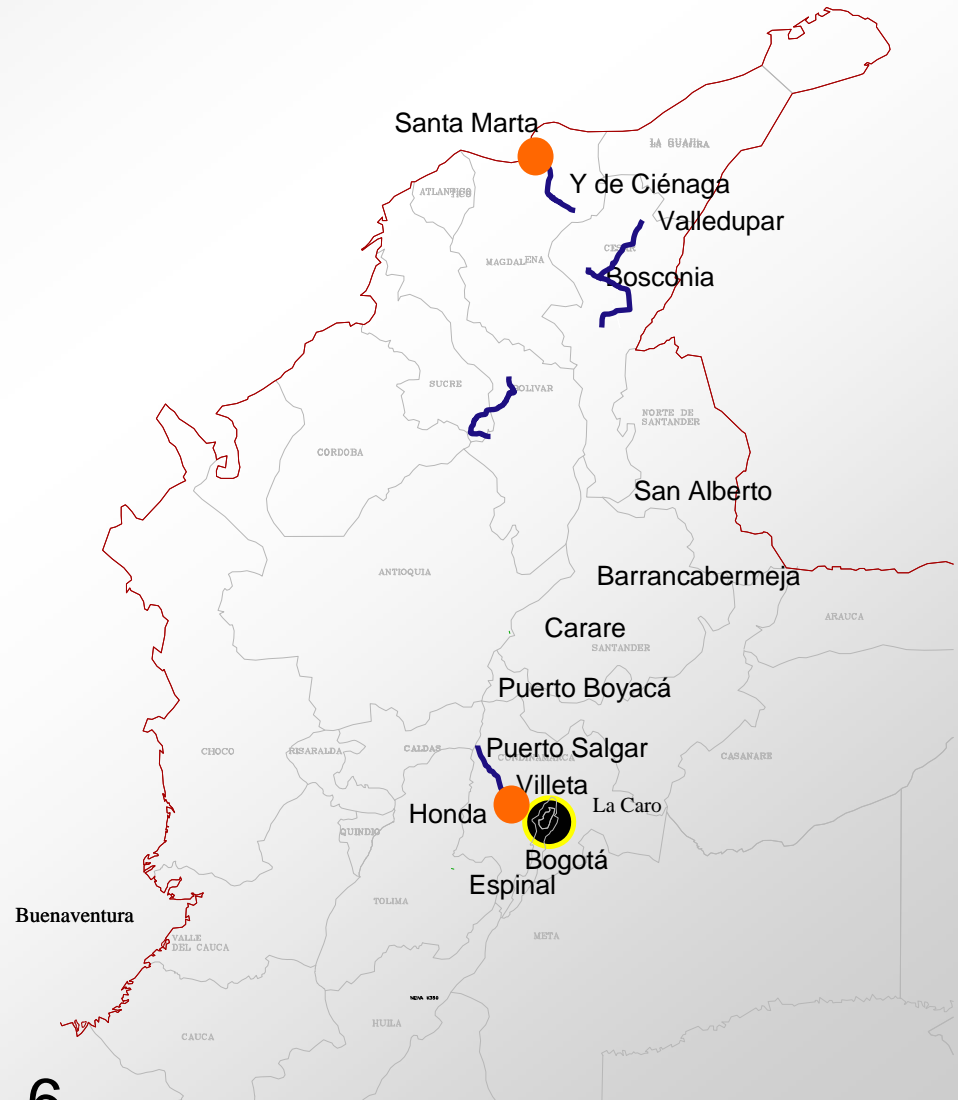 Santa Marta
LA GUAJIRA
Y de Ciénaga
ATLANTICO
Valledupar
CESAR
MAGDALENA
Bosconia
SUCRE
BOLIVAR
NORTE DE
SANTANDER
CORDOBA
San Alberto
ANTIOQUIA
Barrancabermeja
ARAUCA
Carare
SANTANDER
Puerto Boyacá
CHOCO
RISARALDA
CALDAS
Puerto Salgar
CUNDINAMARCA
CASANARE
Villeta
La Caro
Honda
QUINDIO
Bogotá
Espinal
TOLIMA
Buenaventura
VALLE
DEL CAUCA
META
HUILA
CAUCA
6